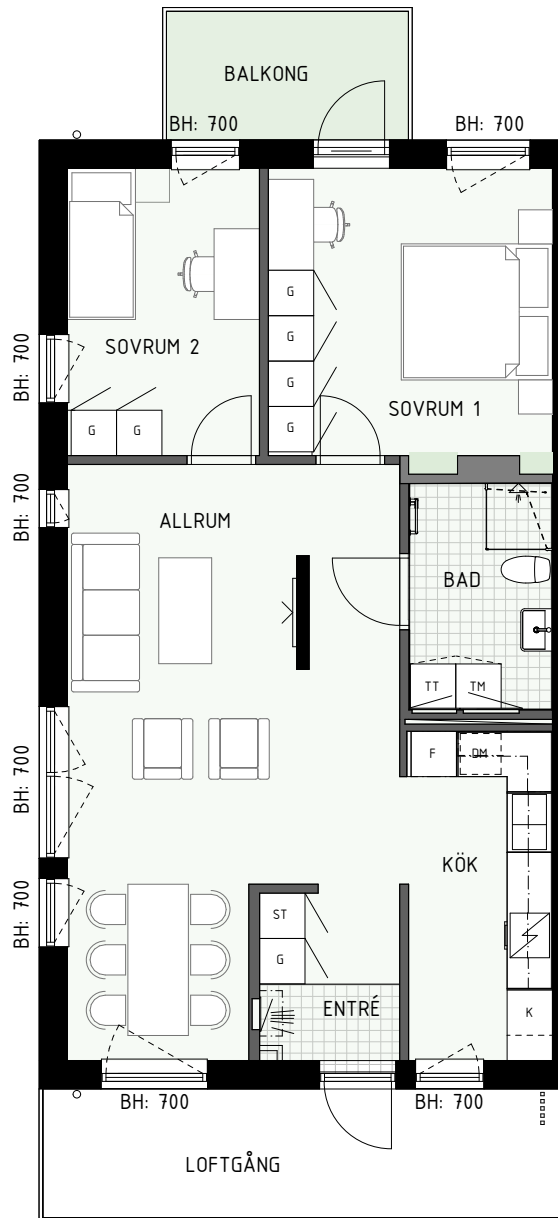 BALKONG
BH: 700
BH: 700
G
G
SOVRUM 2
BH: 700
G
SOVRUM 1
G
G
G
BH: 700
ALLRUM
BAD
TT
TM
F
DM
BH: 700
KÖK
BH: 700
ST
G
ENTRÉ
K
BH: 700
BH: 700
LOFTGÅNG